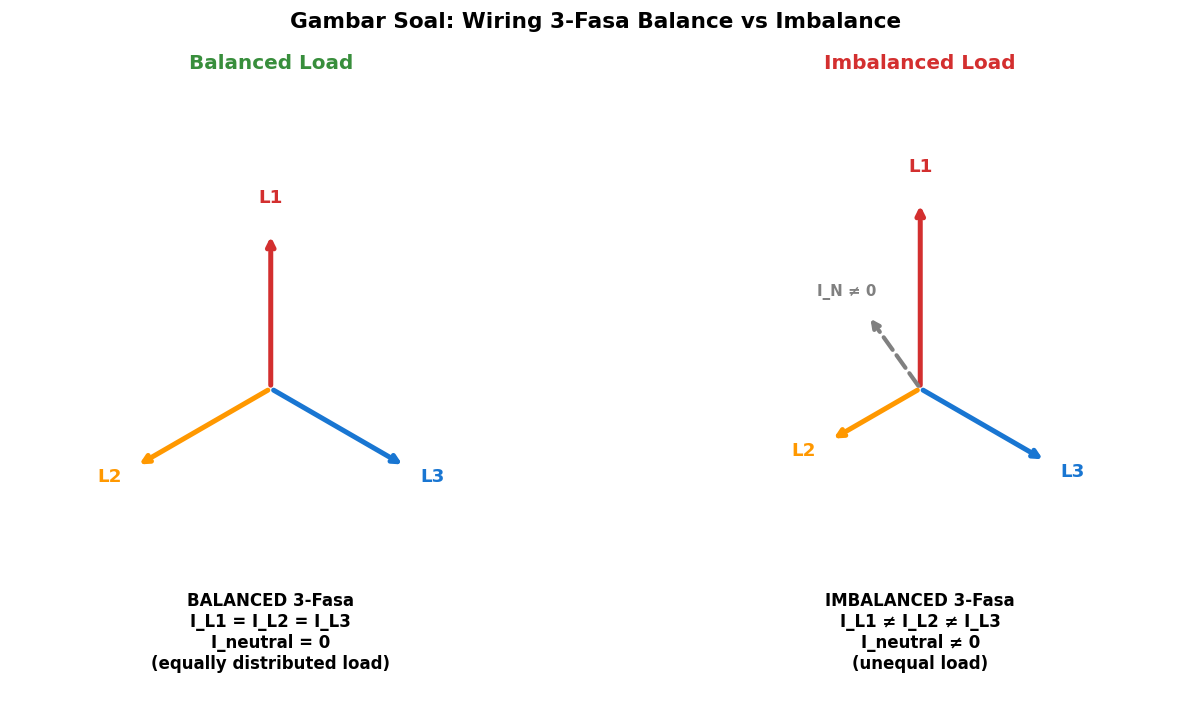 Gambar Soal: Wiring 3-Fasa Balance vs Imbalance
Balanced Load
L1
L2
L3
BALANCED 3-Fasa
I_L1 = I_L2 = I_L3
I_neutral = 0
(equally distributed load)
Imbalanced Load
L1
I_N ≠ 0
L2
L3
IMBALANCED 3-Fasa
I_L1 ≠ I_L2 ≠ I_L3
I_neutral ≠ 0
(unequal load)